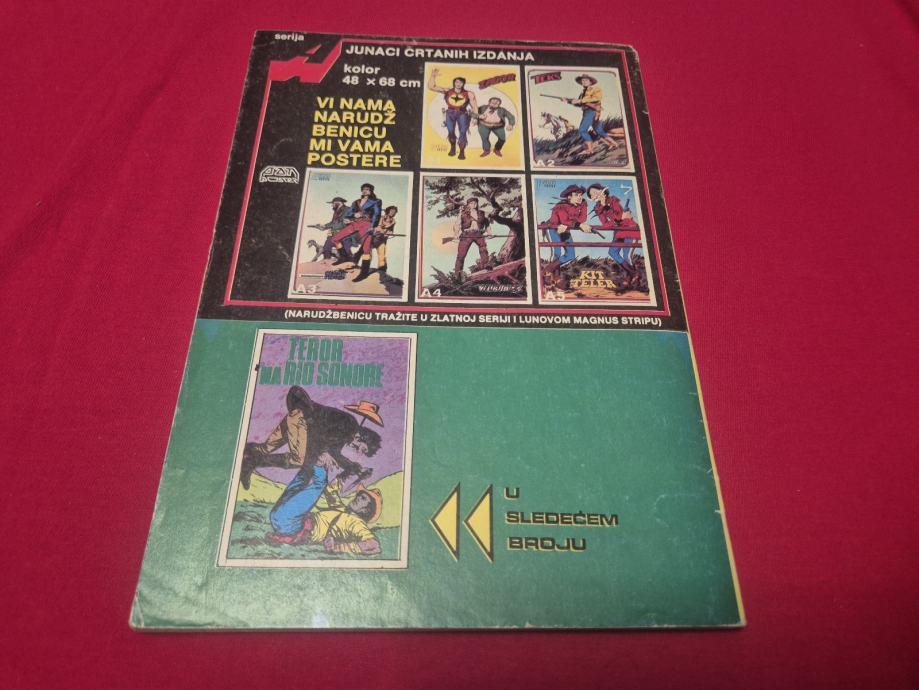 serija
A JUNACI CRTANIH IZDANJA
kolor
48 x 68 cm
VI NAMA
NARUDŽ
BENICU
MI VAMA
POSTERE
ZAGOR
TEKS
A2
A3
A4
KIT
TELER
A5
(NARUDŽBENICU TRAŽITE U ZLATNOJ SERIJI I LUNOVOM MAGNUS STRIPU)
TEROR
NA RIO SONORE
U
SLEDEĆEM
BROJU